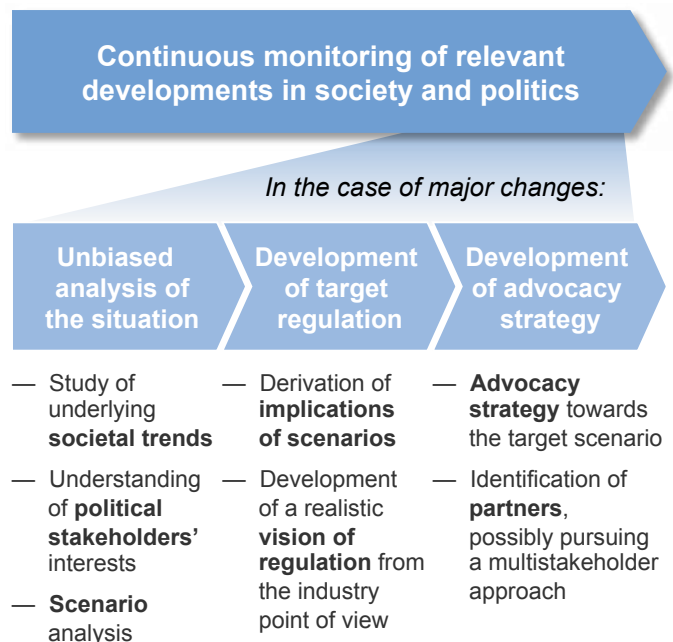 Continuous monitoring of relevant
developments in society and politics
In the case of major changes:
Unbiased
analysis of
the situation
Development
of target
regulation
Development
of advocacy
strategy
— Study of
underlying
societal trends
— Understanding
of political
stakeholders’
interests
— Scenario
analysis
— Derivation of
implications
of scenarios
— Development
of a realistic
vision of
regulation from
the industry
point of view
— Advocacy
strategy towards
the target scenario
— Identification of
partners,
possibly pursuing
a multistakeholder
approach